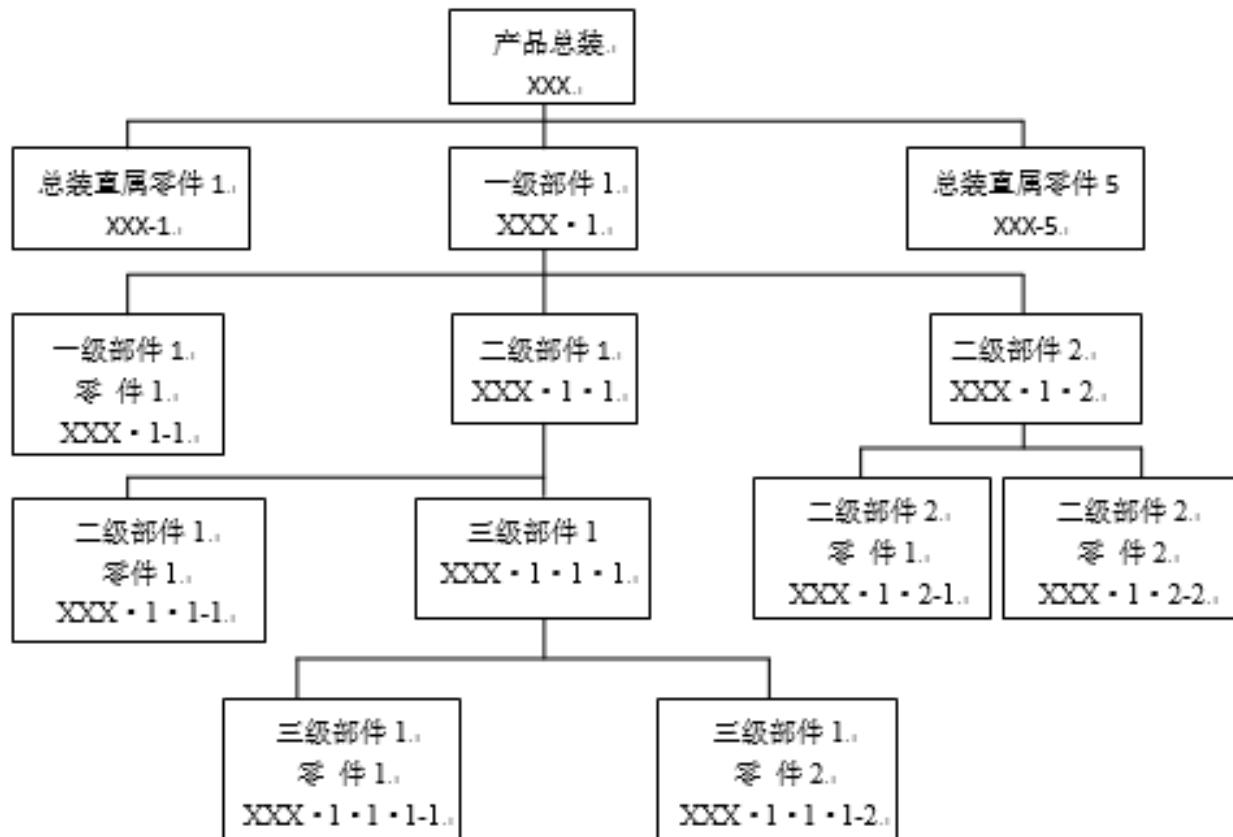 产品总装
XXX
总装直属零件 1
XXX-1
一级部件 1
XXX·1
总装直属零件 5
XXX-5
一级部件 1
零 件 1
XXX·1-1
二级部件 1
XXX·1·1
二级部件 2
XXX·1·2
二级部件 1
零件 1
XXX·1·1-1
三级部件 1
XXX·1·1·1
二级部件 2
零 件 1
XXX·1·2-1
二级部件 2
零 件 2
XXX·1·2-2
三级部件 1
零 件 1
XXX·1·1·1-1
三级部件 1
零 件 2
XXX·1·1·1-2